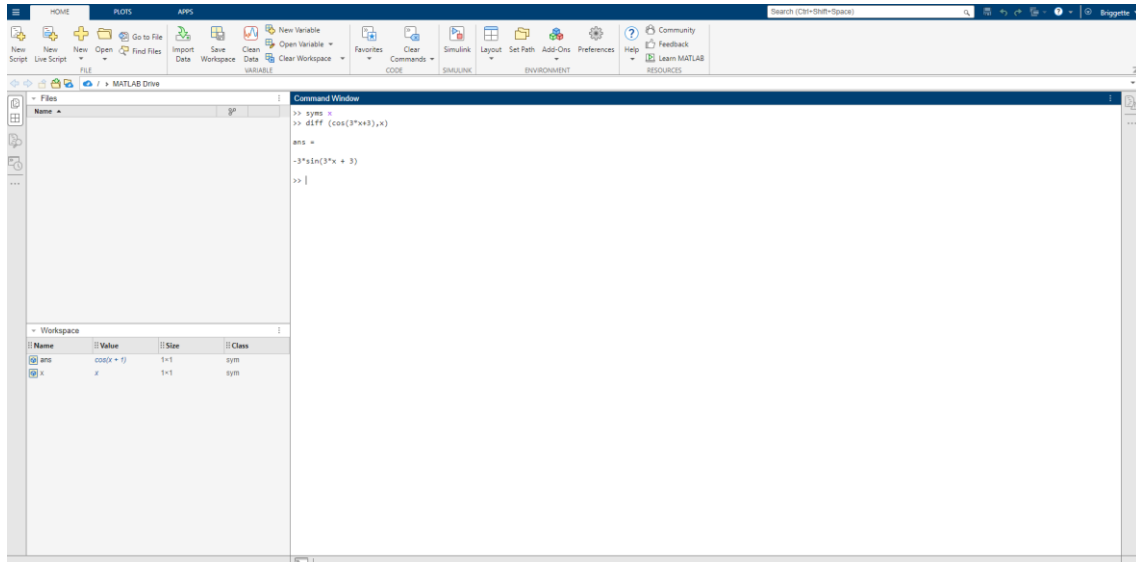 HOME PLOTS APPS Search (Ctrl+Shift+Space) Briggette
New Script
New Live Script
New
Open
Go to File
Find Files
Import Data
Save Workspace
Clean Data
New Variable
Open Variable
Clear Workspace
Favorites
Clear Commands
Simulink
Layout
Set Path
Add-Ons
Preferences
Help
Community
Feedback
Learn MATLAB
FILE VARIABLE CODE SIMULINK ENVIRONMENT RESOURCES
/ MATLAB Drive
Files
Name
Command Window
>> syms x
>> diff (cos(3*x+3),x)
ans =
-3*sin(3*x + 3)
>>
Workspace
Name Value Size Class
ans cos(x + 1) 1×1 sym
x x 1×1 sym